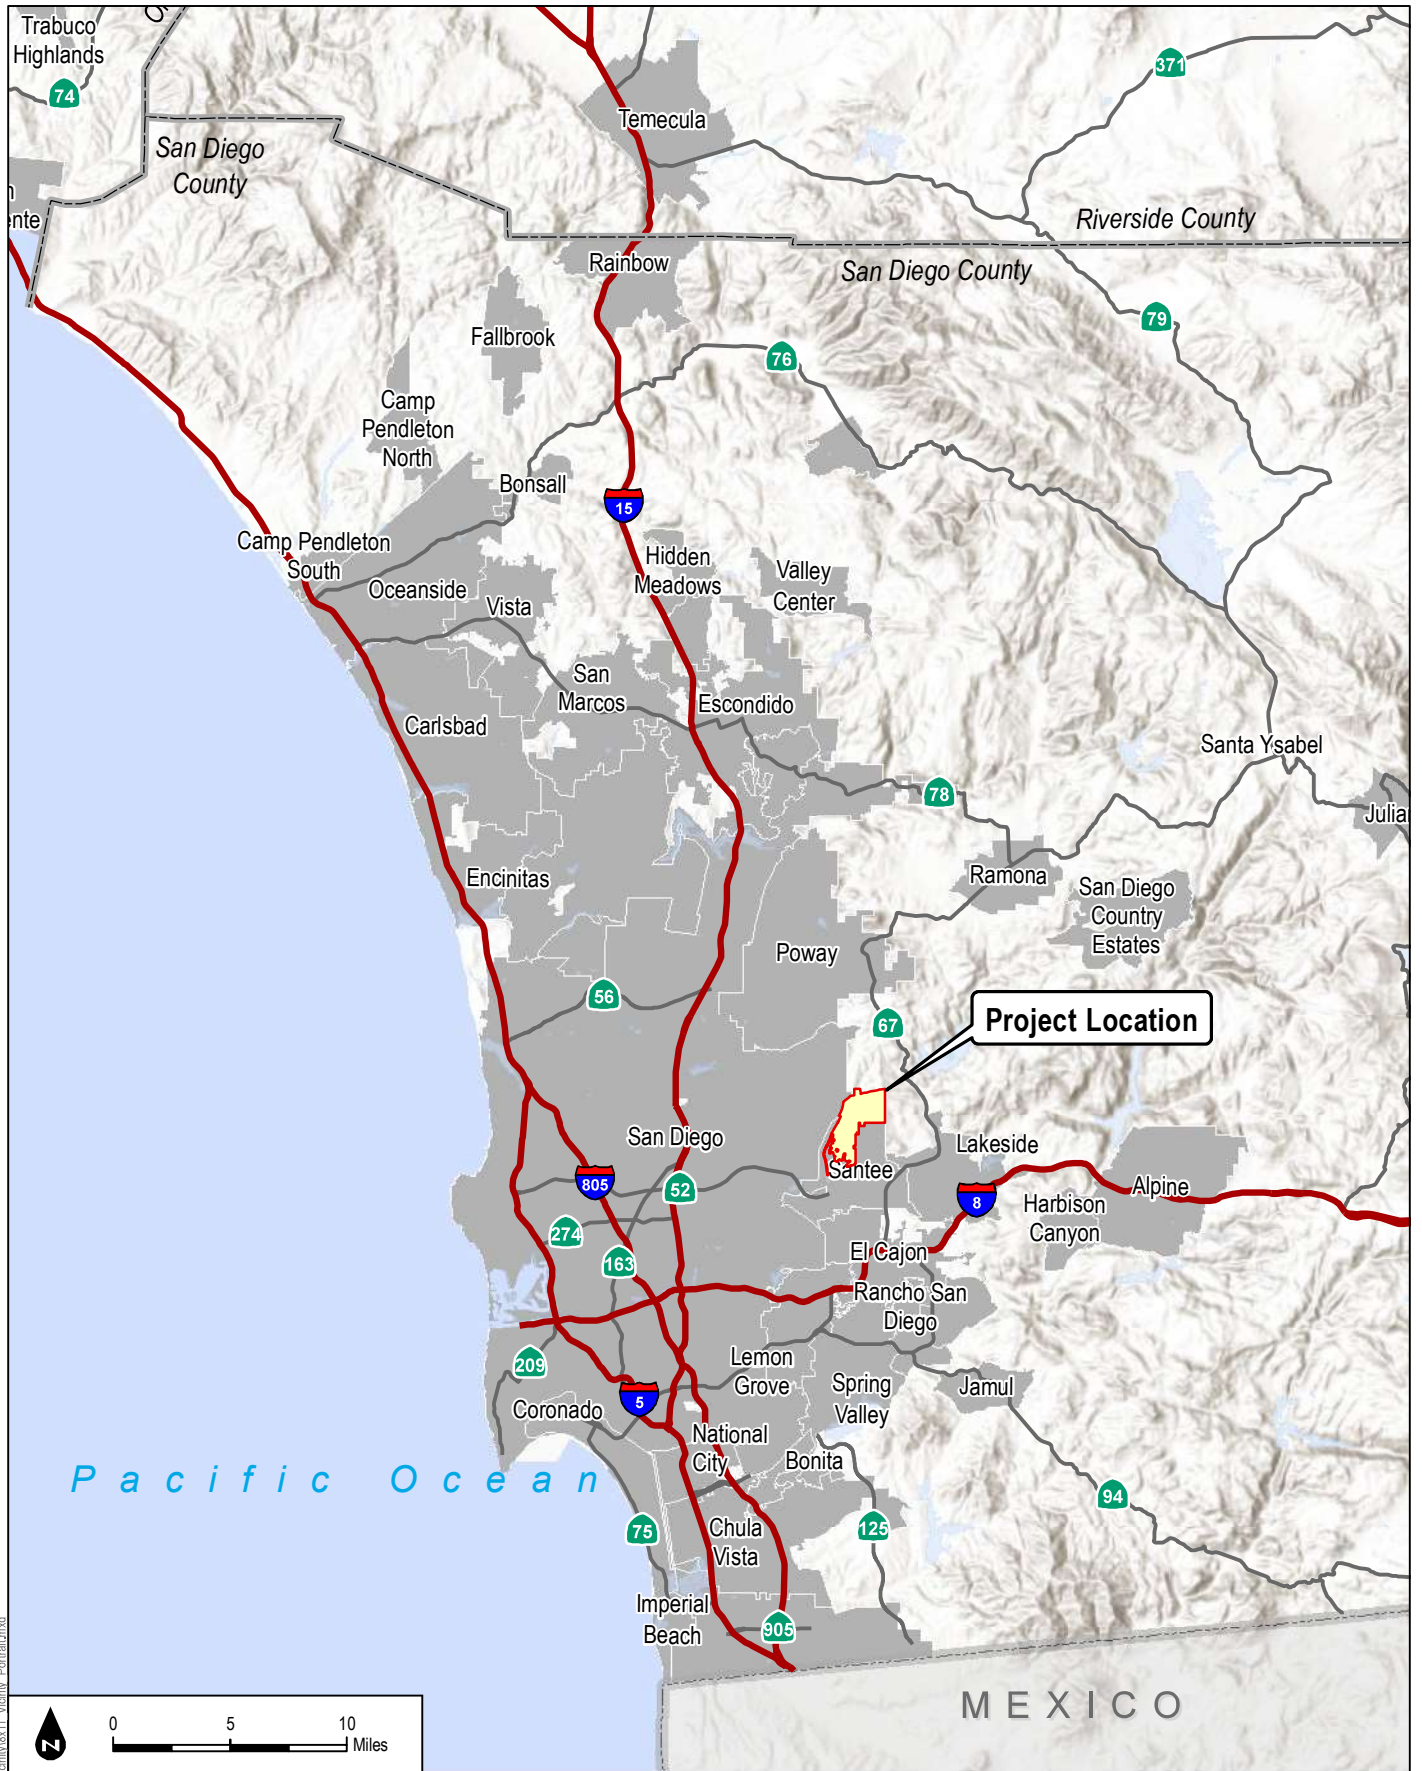 Trabuco
Highlands
74
371
Temecula
San Diego
County
Riverside County
San Diego County
Rainbow
79
Fallbrook
76
Camp
Pendleton
North
Bonsall
15
Camp Pendleton
South
Hidden
Meadows
Valley
Center
Oceanside
Vista
San
Marcos
Escondido
Carlsbad
Santa Ysabel
78
Julian
Encinitas
Ramona
San Diego
Country
Estates
Poway
56
67
Project Location
San Diego
Lakeside
Santee
805
52
8
Alpine
Harbison
Canyon
274
163
El Cajon
Rancho San
Diego
209
Lemon
Grove
Spring
Valley
Jamul
5
Coronado
National
City
Bonita
Pacific Ocean
94
75
Chula
Vista
125
Imperial
Beach
905
MEXICO
N
0 5 10
Miles